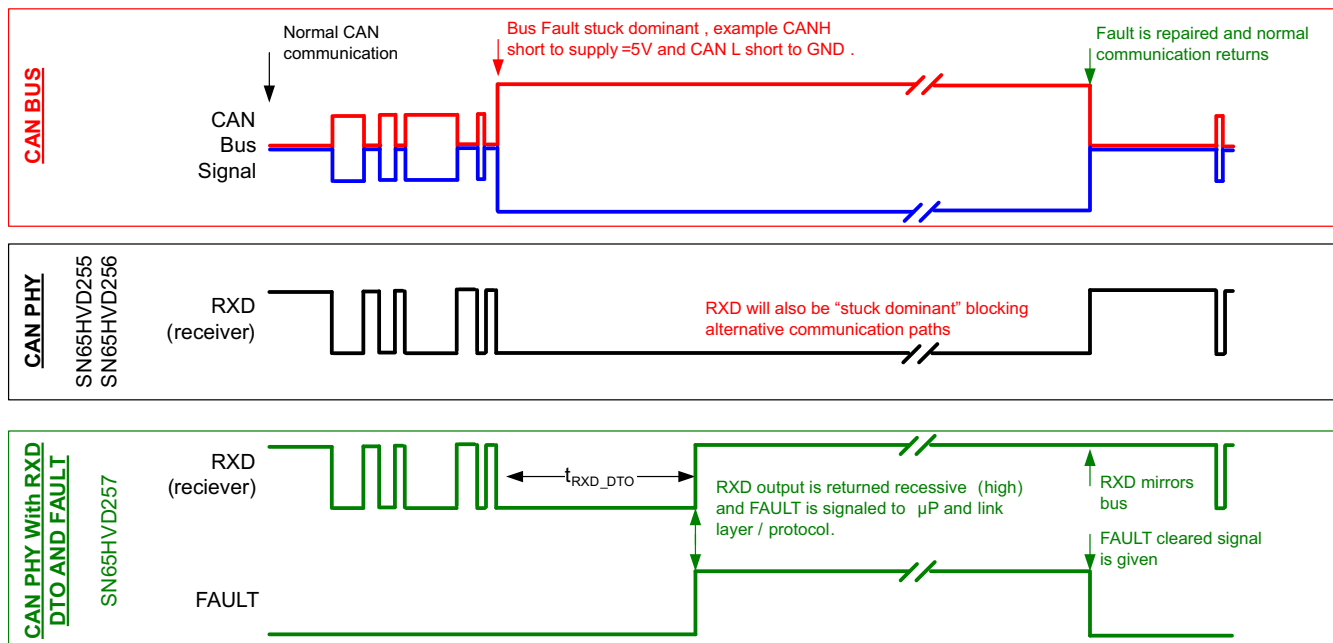 CAN BUS
Normal CAN
communication
Bus Fault stuck dominant , example CANH
short to supply =5V and CAN L short to GND .
Fault is repaired and normal
communication returns
CAN
Bus
Signal
CAN PHY
SN65HVD255
SN65HVD256
RXD
(receiver)
RXD will also be “stuck dominant” blocking
alternative communication paths
CAN PHY With RXD
DTO AND FAULT
SN65HVD257
RXD
(reciever)
tRXD_DTO
RXD output is returned recessive (high)
and FAULT is signaled to µP and link
layer / protocol.
RXD mirrors
bus
FAULT cleared signal
is given
FAULT